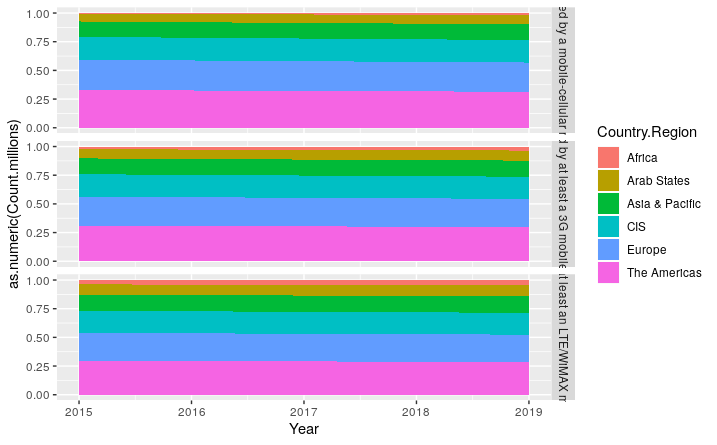 1.00
0.75
0.50
0.25
0.00
ed by a mobile-cellular
1.00
0.75
0.50
0.25
0.00
by at least a 3G mobile
1.00
0.75
0.50
0.25
0.00
least an LTE/WiMAX
as.numeric(Count.millions)
2015 2016 2017 2018 2019
Year
Country.Region
Africa
Arab States
Asia & Pacific
CIS
Europe
The Americas